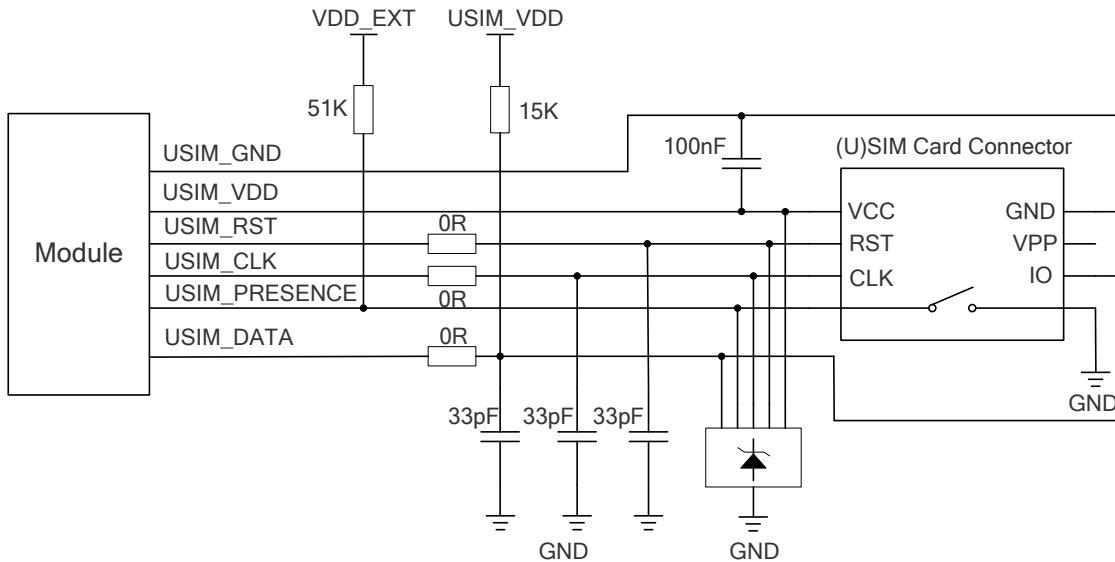 VDD_EXT USIM_VDD
51K 15K
USIM_GND
100nF
(U)SIM Card Connector
USIM_VDD
VCC GND
USIM_RST
0R
RST VPP
Module
USIM_CLK
0R
CLK IO
USIM_PRESENCE
USIM_DATA
0R
GND
33pF 33pF 33pF
GND GND